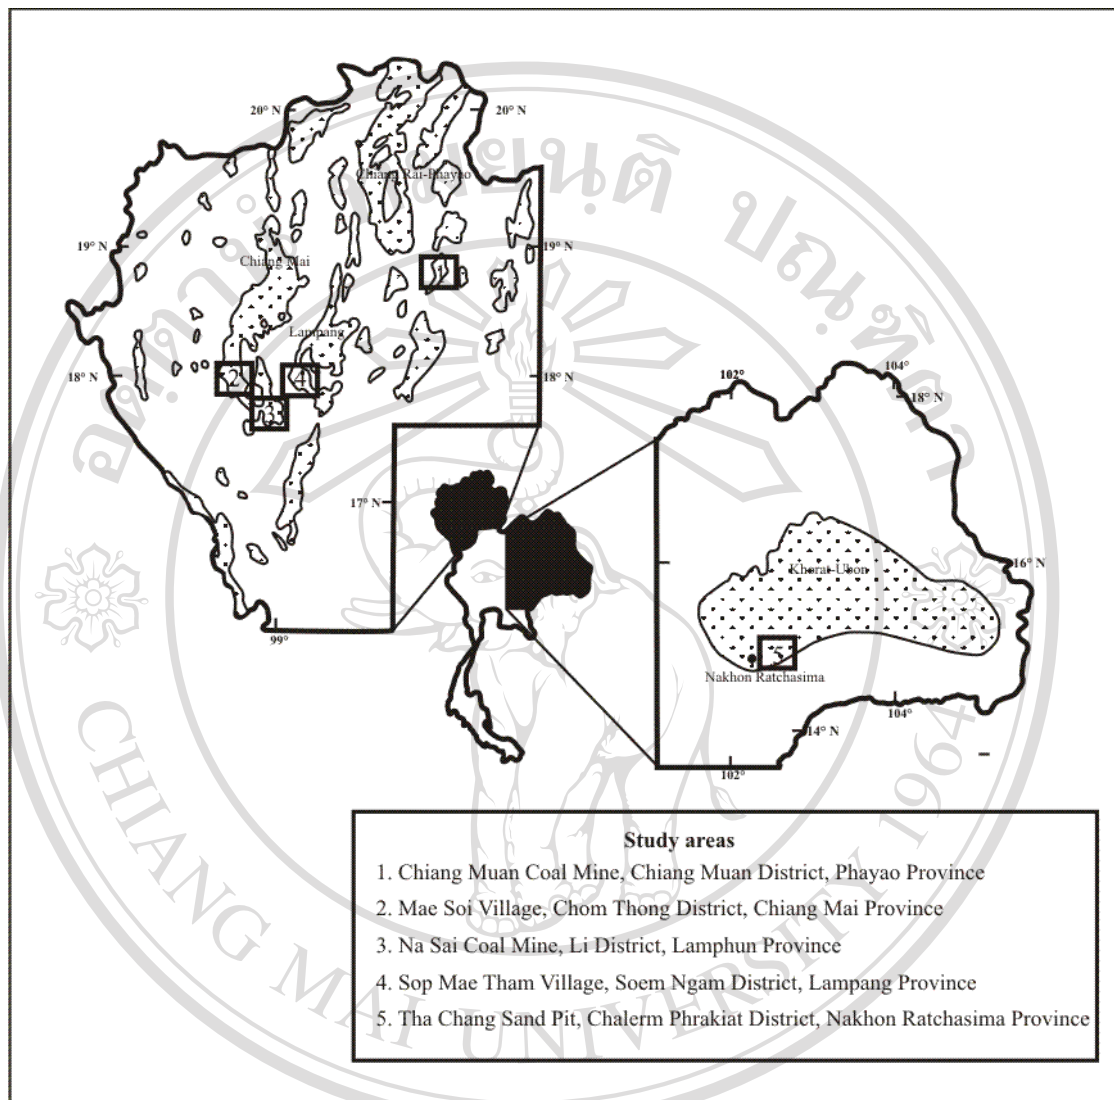 20° N
20° N
Chiang Rai-Phayao
19° N
19° N
Chiang Mai
1
Lampang
18° N
2
4
18° N
3
17° N
99°
102°
104°
18° N
16° N
Khorat-Ubon
5
Nakhon Ratchasima
104°
14° N
102°
Study areas
1. Chiang Muan Coal Mine, Chiang Muan District, Phayao Province
2. Mae Soi Village, Chom Thong District, Chiang Mai Province
3. Na Sai Coal Mine, Li District, Lamphun Province
4. Sop Mae Tham Village, Soem Ngam District, Lampang Province
5. Tha Chang Sand Pit, Chalerm Phrakiat District, Nakhon Ratchasima Province
CHIANG MAI UNIVERSITY 1964